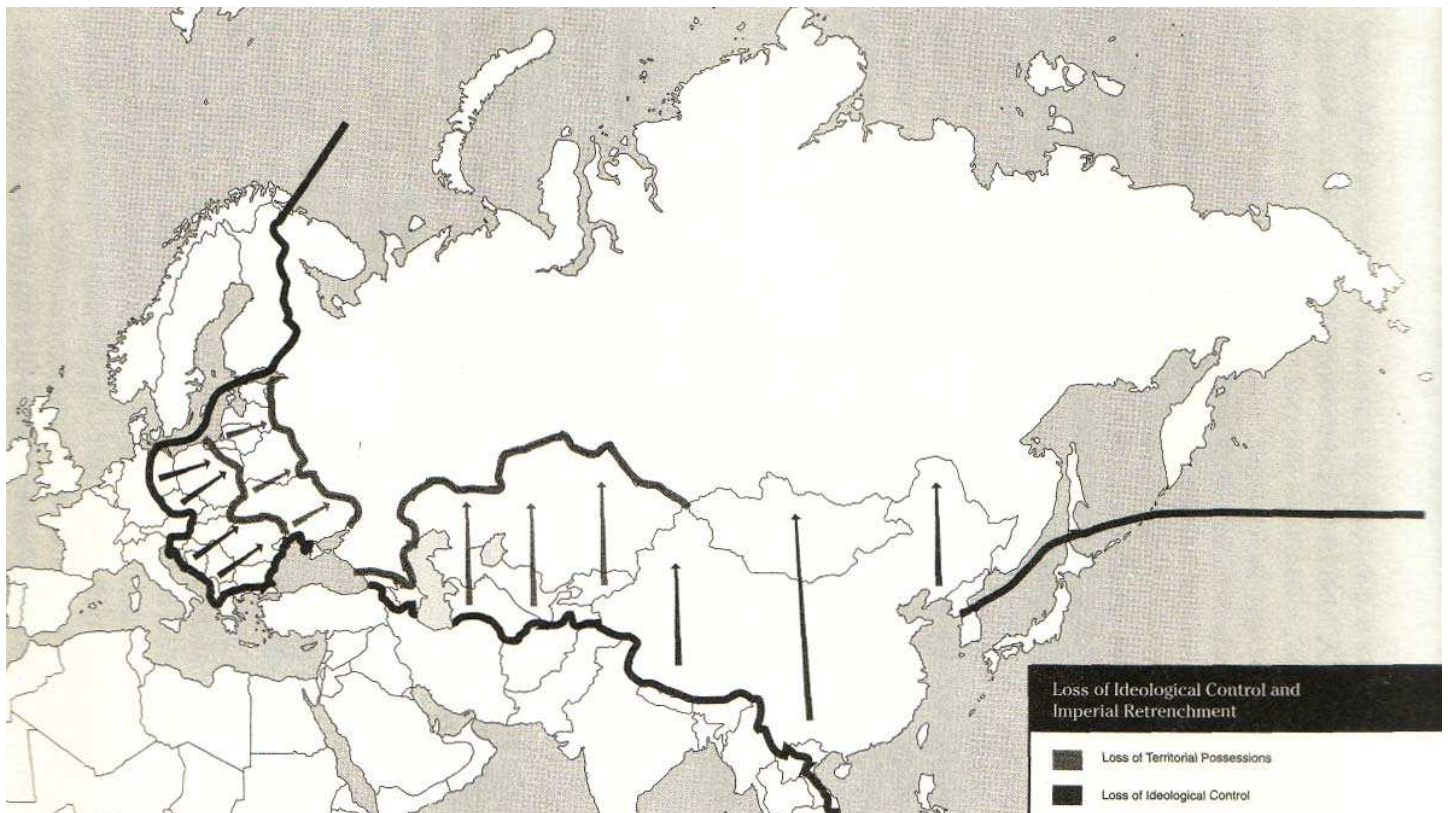 Loss of Ideological Control and
Imperial Retrenchment
Loss of Territorial Possessions
Loss of Ideological Control